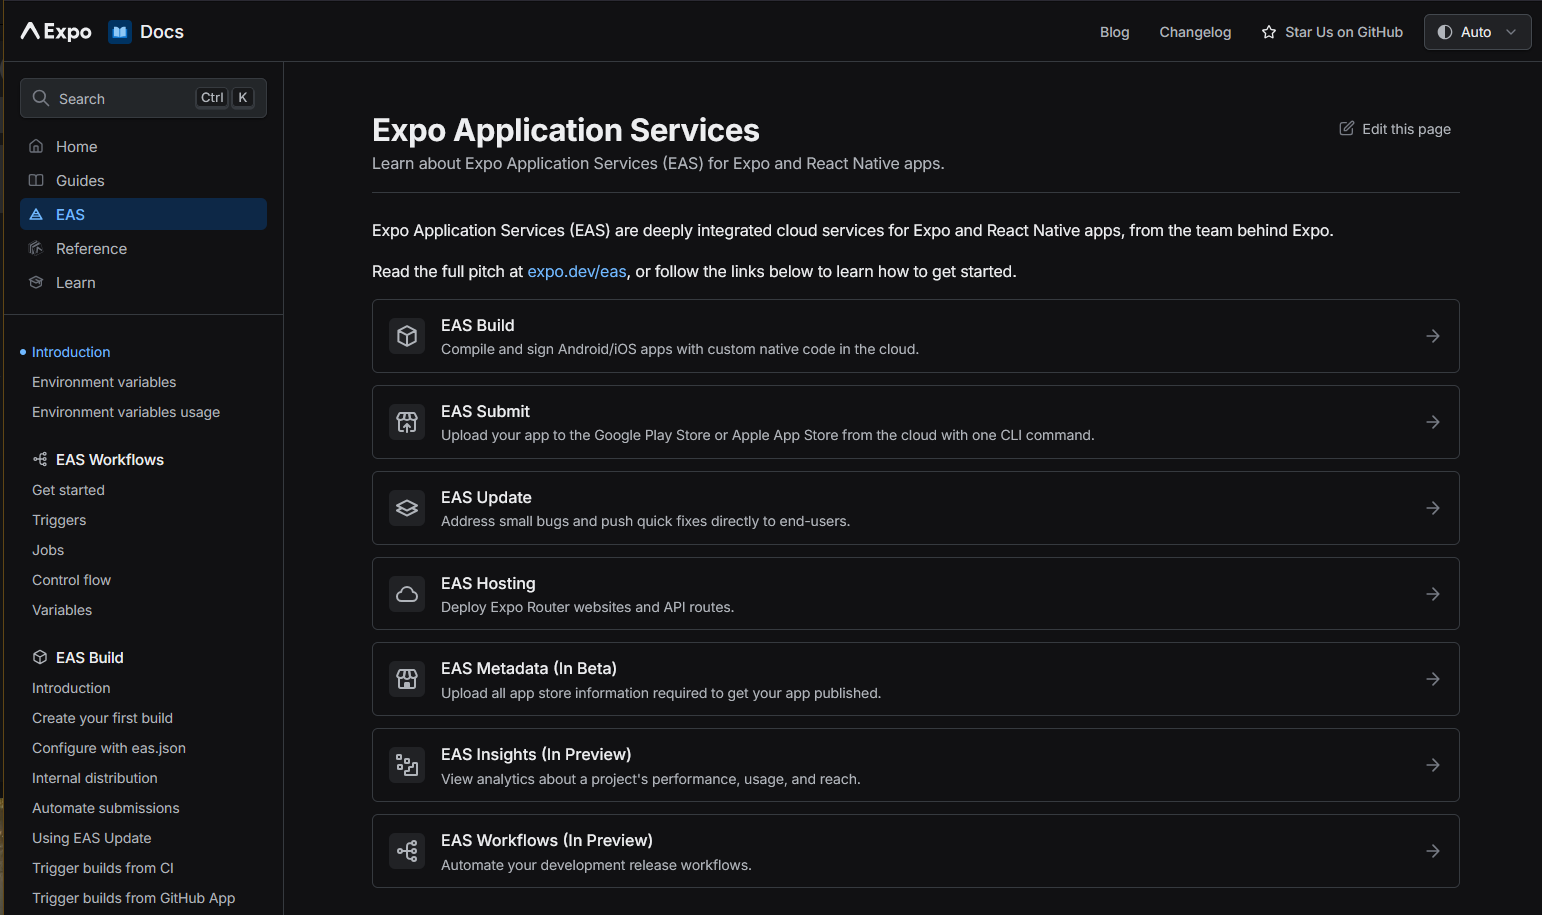 Expo Docs
Blog
Changelog
Star Us on GitHub
Auto
Search Ctrl K
Home
Guides
EAS
Reference
Learn
Introduction
Environment variables
Environment variables usage
EAS Workflows
Get started
Triggers
Jobs
Control flow
Variables
EAS Build
Introduction
Create your first build
Configure with eas.json
Internal distribution
Automate submissions
Using EAS Update
Trigger builds from CI
Trigger builds from GitHub App
Expo Application Services
Edit this page
Learn about Expo Application Services (EAS) for Expo and React Native apps.
Expo Application Services (EAS) are deeply integrated cloud services for Expo and React Native apps, from the team behind Expo.
Read the full pitch at expo.dev/eas, or follow the links below to learn how to get started.
EAS Build
Compile and sign Android/iOS apps with custom native code in the cloud.
EAS Submit
Upload your app to the Google Play Store or Apple App Store from the cloud with one CLI command.
EAS Update
Address small bugs and push quick fixes directly to end-users.
EAS Hosting
Deploy Expo Router websites and API routes.
EAS Metadata (In Beta)
Upload all app store information required to get your app published.
EAS Insights (In Preview)
View analytics about a project's performance, usage, and reach.
EAS Workflows (In Preview)
Automate your development release workflows.